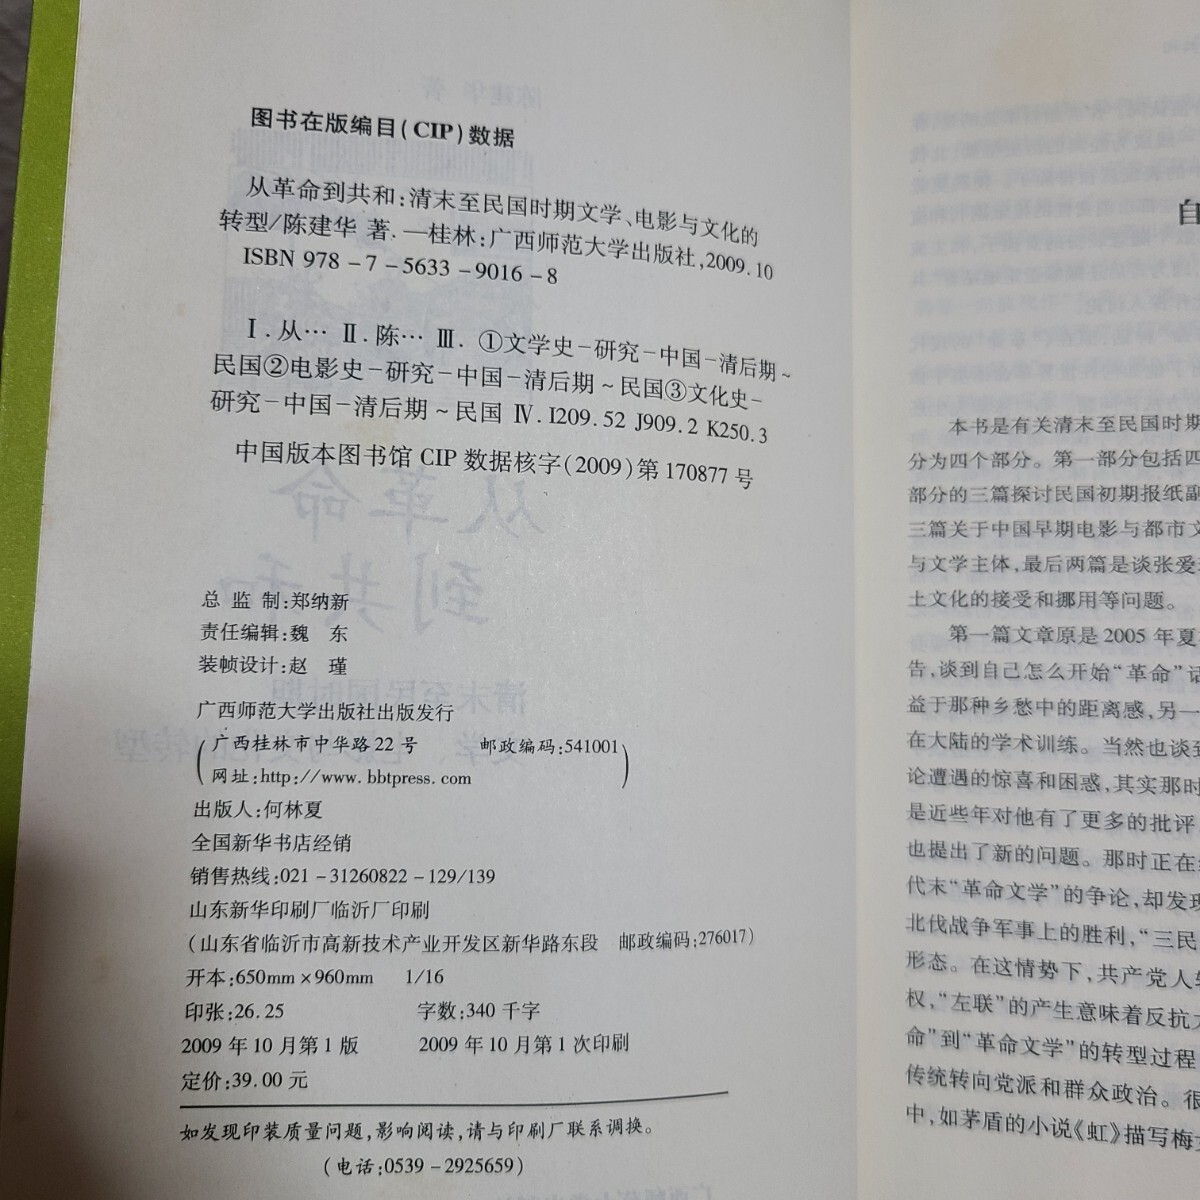 图书在版编目(CIP)数据
从革命到共和:清末至民国时期文学、电影与文化的
转型/陈建华 著.—桂林:广西师范大学出版社,2009.10
ISBN 978-7-5633-9016-8
Ⅰ.从… Ⅱ.陈… Ⅲ. ①文学史-研究-中国-清后期~
民国②电影史-研究-中国-清后期~民国③文化史-
研究-中国-清后期~民国 Ⅳ.I209.52 J909.2 K250.3
中国版本图书馆CIP数据核字(2009)第170877号
总 监 制:郑纳新
责任编辑:魏 东
装帧设计:赵 瑾
广西师范大学出版社出版发行
(广西桂林市中华路22号 邮政编码:541001
网址:http://www.bbtpress.com)
出版人:何林夏
全国新华书店经销
销售热线:021-31260822-129/139
山东新华印刷厂临沂厂印刷
(山东省临沂市高新技术产业开发区新华路东段 邮政编码:276017)
开本:650mm×960mm 1/16
印张:26.25 字数:340千字
2009年10月第1版 2009年10月第1次印刷
定价:39.00元
如发现印装质量问题,影响阅读,请与印刷厂联系调换。
(电话:0539-2925659)
自
本书是有关清末至民国时期
分为四个部分。第一部分包括四
部分的三篇探讨民国初期报纸副
三篇关于中国早期电影与都市文
与文学主体,最后两篇是谈张爱
土文化的接受和挪用等问题。
第一篇文章原是2005年夏
告,谈到自己怎么开始“革命”话
益于那种乡愁中的距离感,另一
在大陆的学术训练。当然也谈到
论遭遇的惊喜和困惑,其实那时
是近些年对他有了更多的批评
也提出了新的问题。那时正在
代末“革命文学”的争论,却发现
北伐战争军事上的胜利,“三民
形态。在这情势下,共产党人
权,“左联”的产生意味着反抗
命”到“革命文学”的转型过程
传统转向党派和群众政治。很
中,如茅盾的小说《虹》描写梅